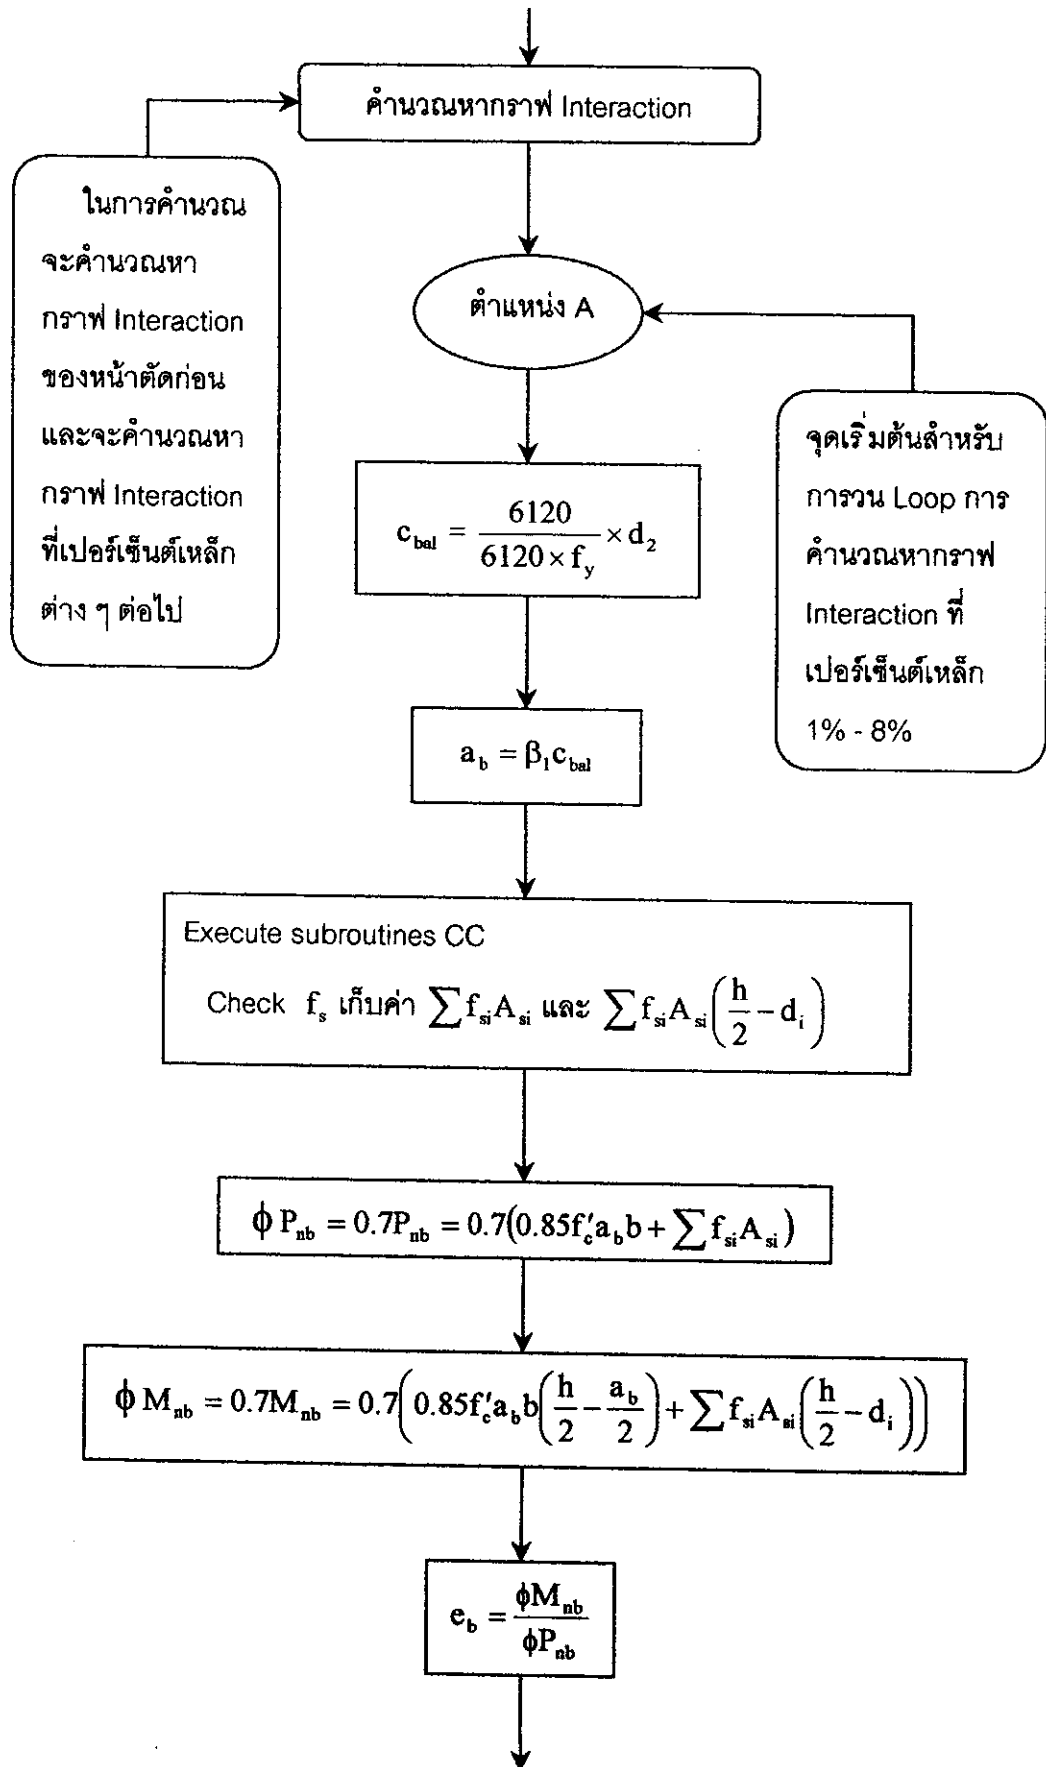 คำนวณหากราฟ Interaction
ในการคำนวณ
จะคำนวณหา
กราฟ Interaction
ของหน้าตัดก่อน
และจะคำนวณหา
กราฟ Interaction
ที่เปอร์เซ็นต์เหล็ก
ต่าง ๆ ต่อไป
ตำแหน่ง A
จุดเริ่มต้นสำหรับ
การวน Loop การ
คำนวณหากราฟ
Interaction ที่
เปอร์เซ็นต์เหล็ก
1% - 8%
c_bal = \frac{6120}{6120 × f_y} × d_2
a_b = β_1 c_bal
Execute subroutines CC
Check f_s เก็บค่า ∑ f_si A_si และ ∑ f_si A_si (\frac{h}{2} - d_i)
ϕ P_nb = 0.7P_nb = 0.7(0.85f'_c a_b b + ∑ f_si A_si)
ϕ M_nb = 0.7M_nb = 0.7(0.85f'_c a_b b(\frac{h}{2} - \frac{a_b}{2}) + ∑ f_si A_si (\frac{h}{2} - d_i))
e_b = \frac{ϕM_nb}{ϕP_nb}